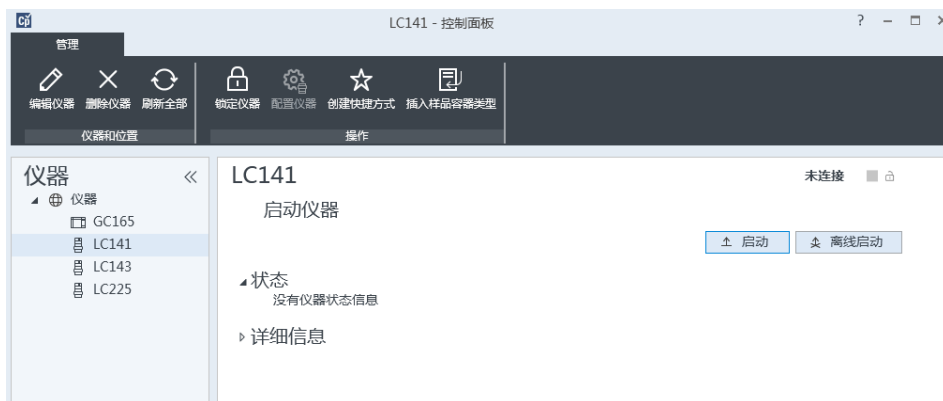 LC141 - 控制面板
?
管理
编辑仪器 删除仪器 刷新全部 锁定仪器 配置仪器 创建快捷方式 插入样品容器类型
仪器和位置 操作
仪器
仪器
GC165
LC141
LC143
LC225
LC141
未连接
启动仪器
启动 离线启动
状态
没有仪器状态信息
详细信息